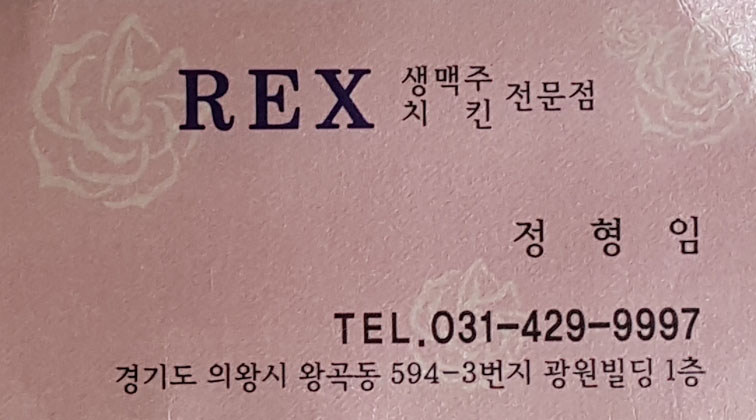 REX 생맥주 치킨 전문점
정형임
TEL.031-429-9997
경기도 의왕시 왕곡동 594-3번지 광원빌딩 1층